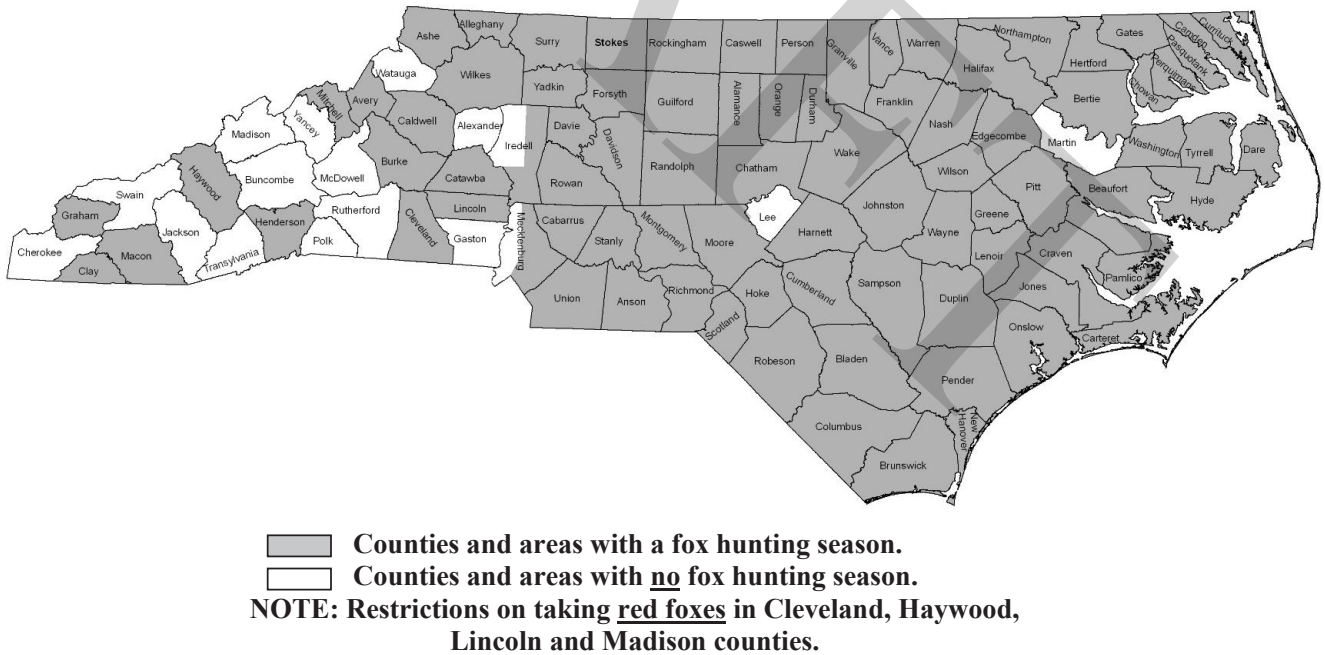 Alleghany
Ashe
Surry
Stokes
Rockingham
Caswell
Person
Granville
Vance
Warren
Northampton
Gates
Camden
Currituck
Pasquotank
Perquimans
Chowan
Hertford
Halifax
Bertie
Watauga
Wilkes
Yadkin
Forsyth
Guilford
Alamance
Orange
Durham
Franklin
Nash
Edgecombe
Martin
Washington
Tyrrell
Dare
Mitchell
Avery
Caldwell
Alexander
Iredell
Davie
Davidson
Randolph
Chatham
Wake
Wilson
Pitt
Beaufort
Hyde
Madison
Yancey
Burke
Catawba
Rowan
Haywood
Buncombe
McDowell
Swain
Rutherford
Cleveland
Lincoln
Gaston
Mecklenburg
Cabarrus
Stanly
Montgomery
Moore
Lee
Harnett
Johnston
Wayne
Greene
Lenoir
Craven
Pamlico
Graham
Henderson
Jackson
Polk
Transylvania
Cherokee
Clay
Macon
Union
Anson
Richmond
Scotland
Hoke
Cumberland
Sampson
Duplin
Jones
Onslow
Carteret
Robeson
Bladen
Pender
Columbus
Brunswick
New
Hanover
Counties and areas with a fox hunting season.
Counties and areas with no fox hunting season.
NOTE: Restrictions on taking red foxes in Cleveland, Haywood,
Lincoln and Madison counties.